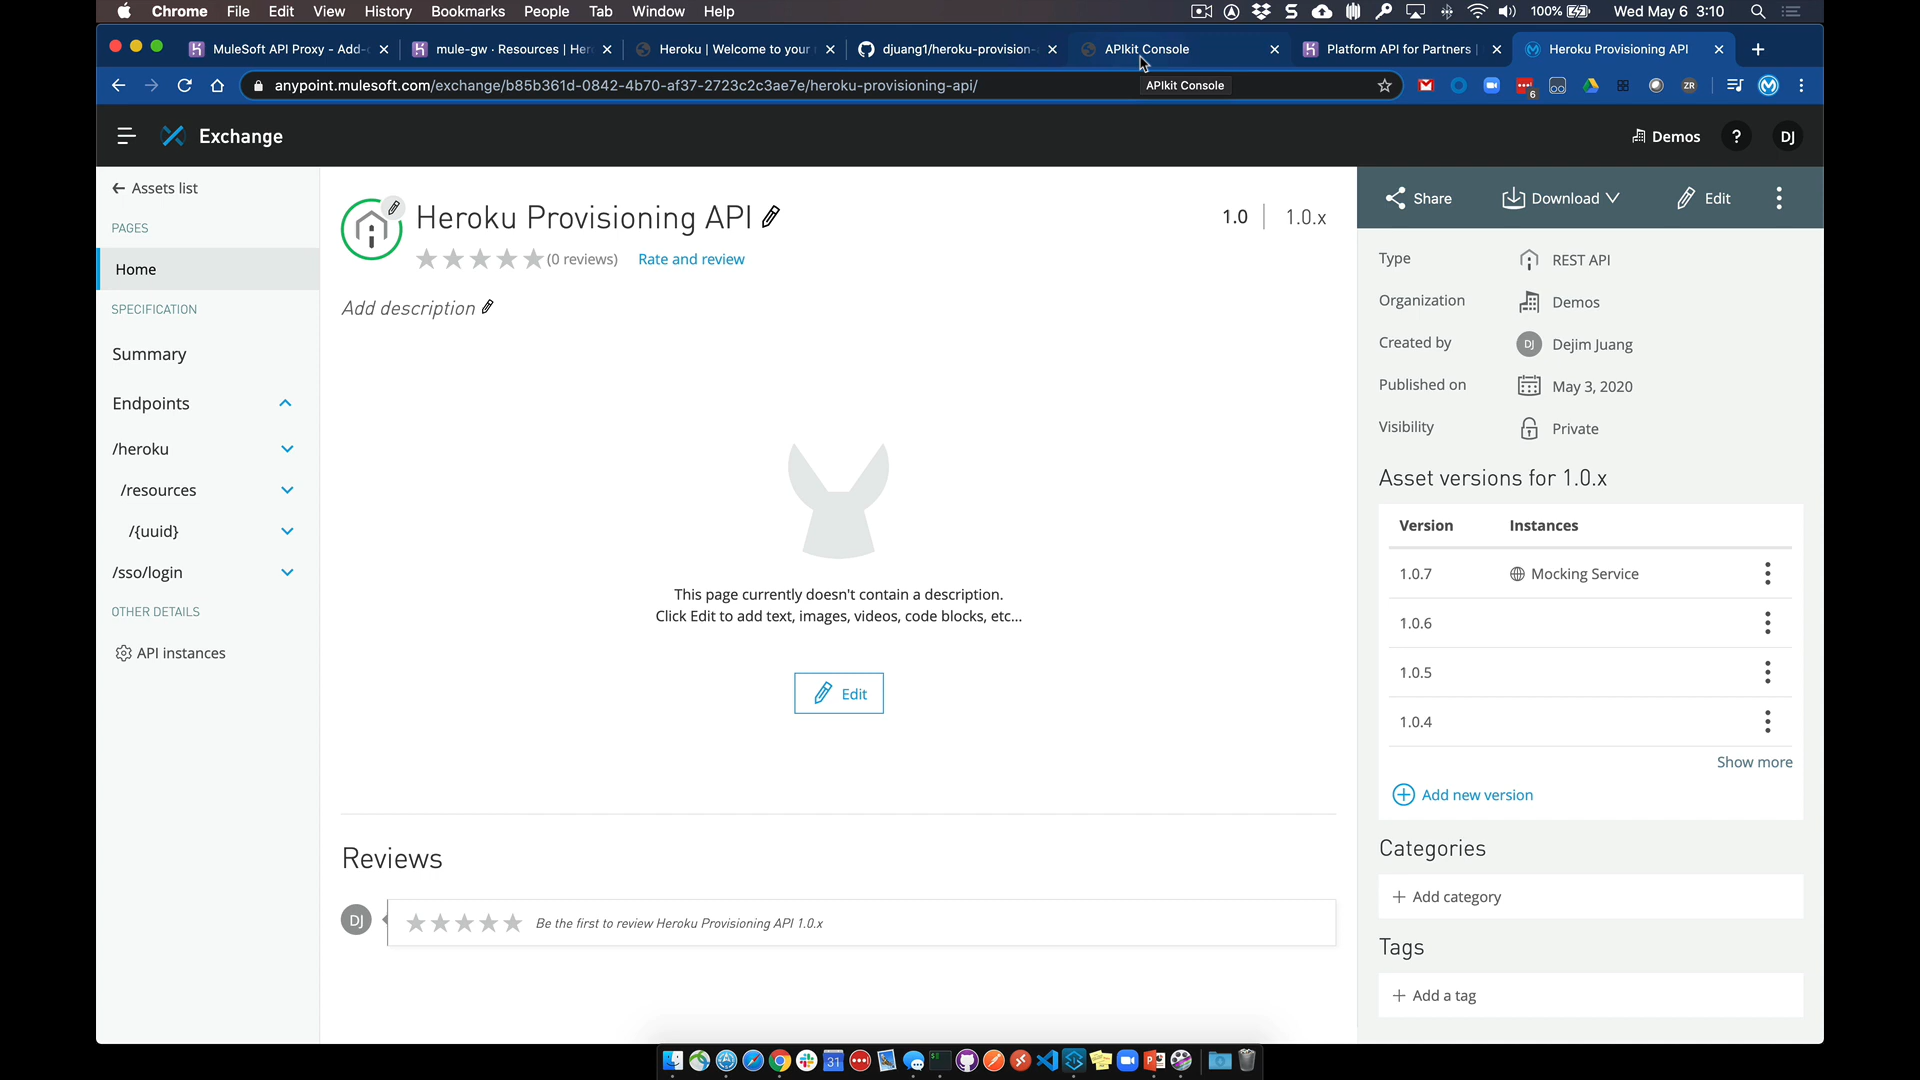 Chrome File Edit View History Bookmarks People Tab Window Help
100% Wed May 6 3:10
MuleSoft API Proxy - Add-o
mule-gw · Resources | Her
Heroku | Welcome to your
djuang1/heroku-provision-a
APIkit Console
Platform API for Partners |
Heroku Provisioning API
anypoint.mulesoft.com/exchange/b85b361d-0842-4b70-af37-2723c2c3ae7e/heroku-provisioning-api/
APIkit Console
6
ZR
Exchange
Demos
?
DJ
Assets list
PAGES
Home
SPECIFICATION
Summary
Endpoints
/heroku
/resources
/{uuid}
/sso/login
OTHER DETAILS
API instances
Heroku Provisioning API
1.0 | 1.0.x
(0 reviews) Rate and review
Add description
This page currently doesn't contain a description.
Click Edit to add text, images, videos, code blocks, etc...
Edit
Reviews
DJ
Be the first to review Heroku Provisioning API 1.0.x
Share
Download
Edit
Type REST API
Organization Demos
Created by DJ Dejim Juang
Published on May 3, 2020
Visibility Private
Asset versions for 1.0.x
Version Instances
1.0.7 Mocking Service
1.0.6
1.0.5
1.0.4
Show more
Add new version
Categories
+ Add category
Tags
+ Add a tag
31